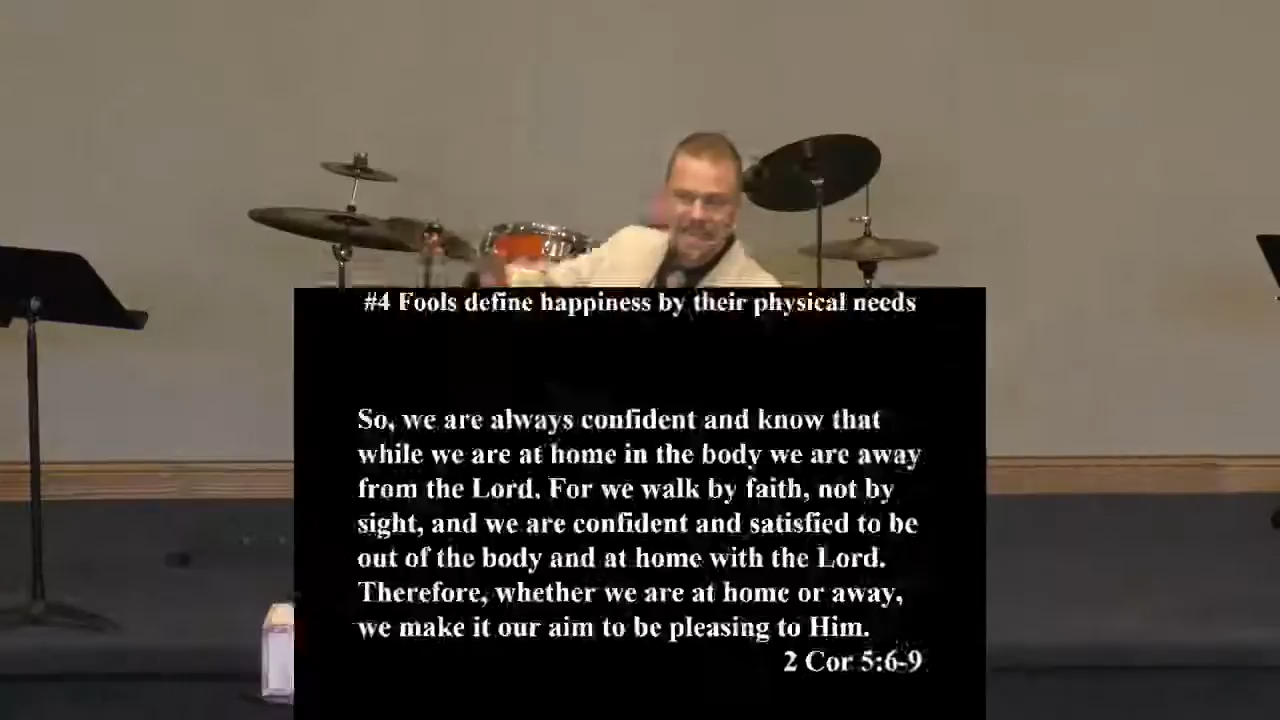 #4 Fools define happiness by their physical needs
So, we are always confident and know that
while we are at home in the body we are away
from the Lord. For we walk by faith, not by
sight, and we are confident and satisfied to be
out of the body and at home with the Lord.
Therefore, whether we are at home or away,
we make it our aim to be pleasing to Him.
2 Cor 5:6-9